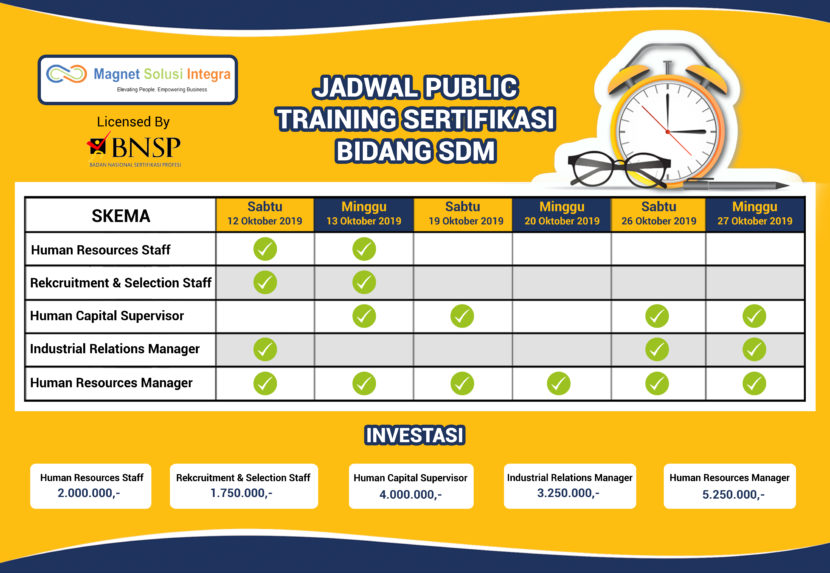 Magnet Solusi Integra
Elevating People, Empowering Business
Licensed By
BNSP
BADAN NASIONAL SERTIFIKASI PROFESI
JADWAL PUBLIC
TRAINING SERTIFIKASI
BIDANG SDM
SKEMA
Sabtu
12 Oktober 2019
Minggu
13 Oktober 2019
Sabtu
19 Oktober 2019
Minggu
20 Oktober 2019
Sabtu
26 Oktober 2019
Minggu
27 Oktober 2019
Human Resources Staff
Rekcruitment & Selection Staff
Human Capital Supervisor
Industrial Relations Manager
Human Resources Manager
INVESTASI
Human Resources Staff
2.000.000,-
Rekcruitment & Selection Staff
1.750.000,-
Human Capital Supervisor
4.000.000,-
Industrial Relations Manager
3.250.000,-
Human Resources Manager
5.250.000,-